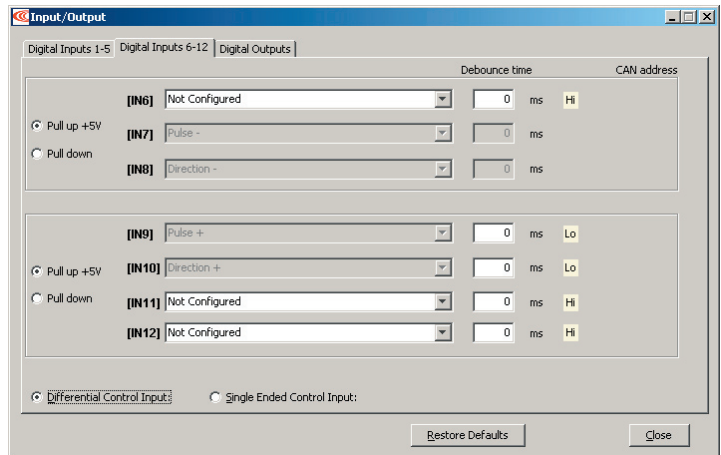 Input/Output
Digital Inputs 1-5 Digital Inputs 6-12 Digital Outputs
Debounce time CAN address
[IN6] Not Configured 0 ms Hi
Pull up +5V
[IN7] Pulse - 0 ms
Pull down
[IN8] Direction - 0 ms
[IN9] Pulse + 0 ms Lo
Pull up +5V
[IN10] Direction + 0 ms Lo
Pull down
[IN11] Not Configured 0 ms Hi
[IN12] Not Configured 0 ms Hi
Differential Control Input: Single Ended Control Input:
Restore Defaults Close